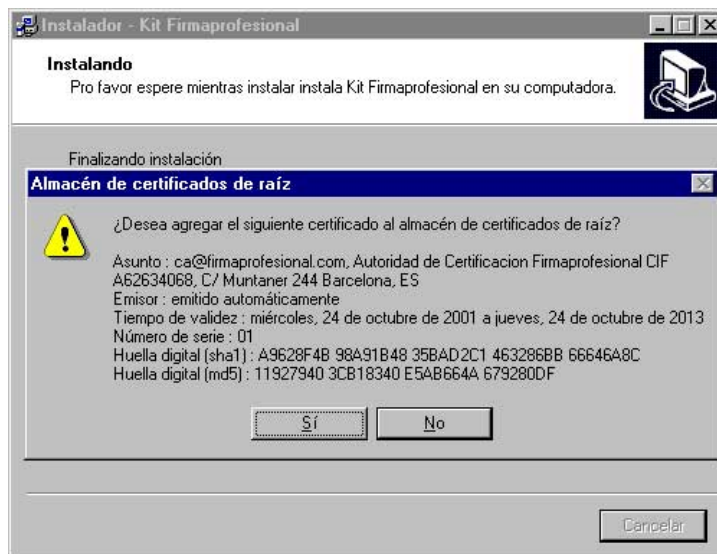 Instalador - Kit Firmaprofesional
Instalando
Pro favor espere mientras instalar instala Kit Firmaprofesional en su computadora.
Finalizando instalación
Almacén de certificados de raíz
¿Desea agregar el siguiente certificado al almacén de certificados de raíz?
Asunto : ca@firmaprofesional.com, Autoridad de Certificacion Firmaprofesional CIF
A62634068, C/ Muntaner 244 Barcelona, ES
Emisor : emitido automáticamente
Tiempo de validez : miércoles, 24 de octubre de 2001 a jueves, 24 de octubre de 2013
Número de serie : 01
Huella digital (sha1) : A9628F4B 98A91B48 35BAD2C1 463286BB 66646A8C
Huella digital (md5) : 11927940 3CB18340 E5AB664A 679280DF
Sí
No
Cancelar